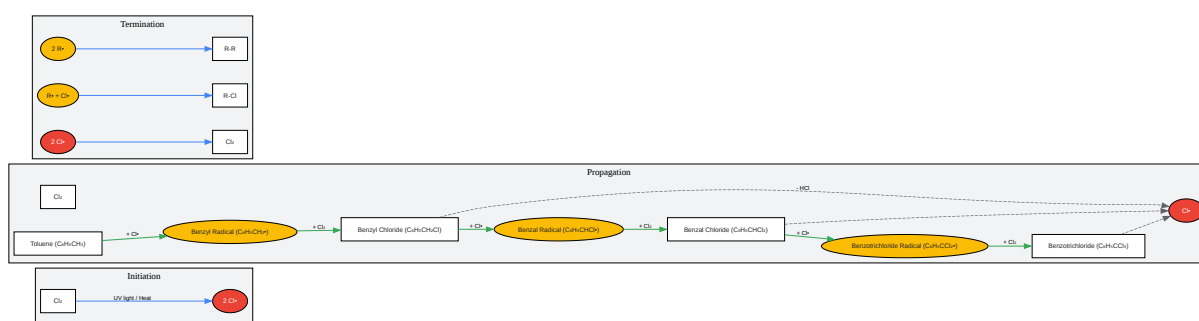 Termination
2 R•
R-R
R• + Cl•
R-Cl
2 Cl•
Cl₂
Propagation
Cl₂
- HCl
Cl•
Toluene (C₆H₅CH₃)
+ Cl•
Benzyl Radical (C₆H₅CH₂•)
+ Cl₂
Benzyl Chloride (C₆H₅CH₂Cl)
+ Cl•
Benzal Radical (C₆H₅CHCl•)
+ Cl₂
Benzal Chloride (C₆H₅CHCl₂)
+ Cl•
Benzotrichloride Radical (C₆H₅CCl₂•)
+ Cl₂
Benzotrichloride (C₆H₅CCl₃)
Initiation
Cl₂
UV light / Heat
2 Cl•